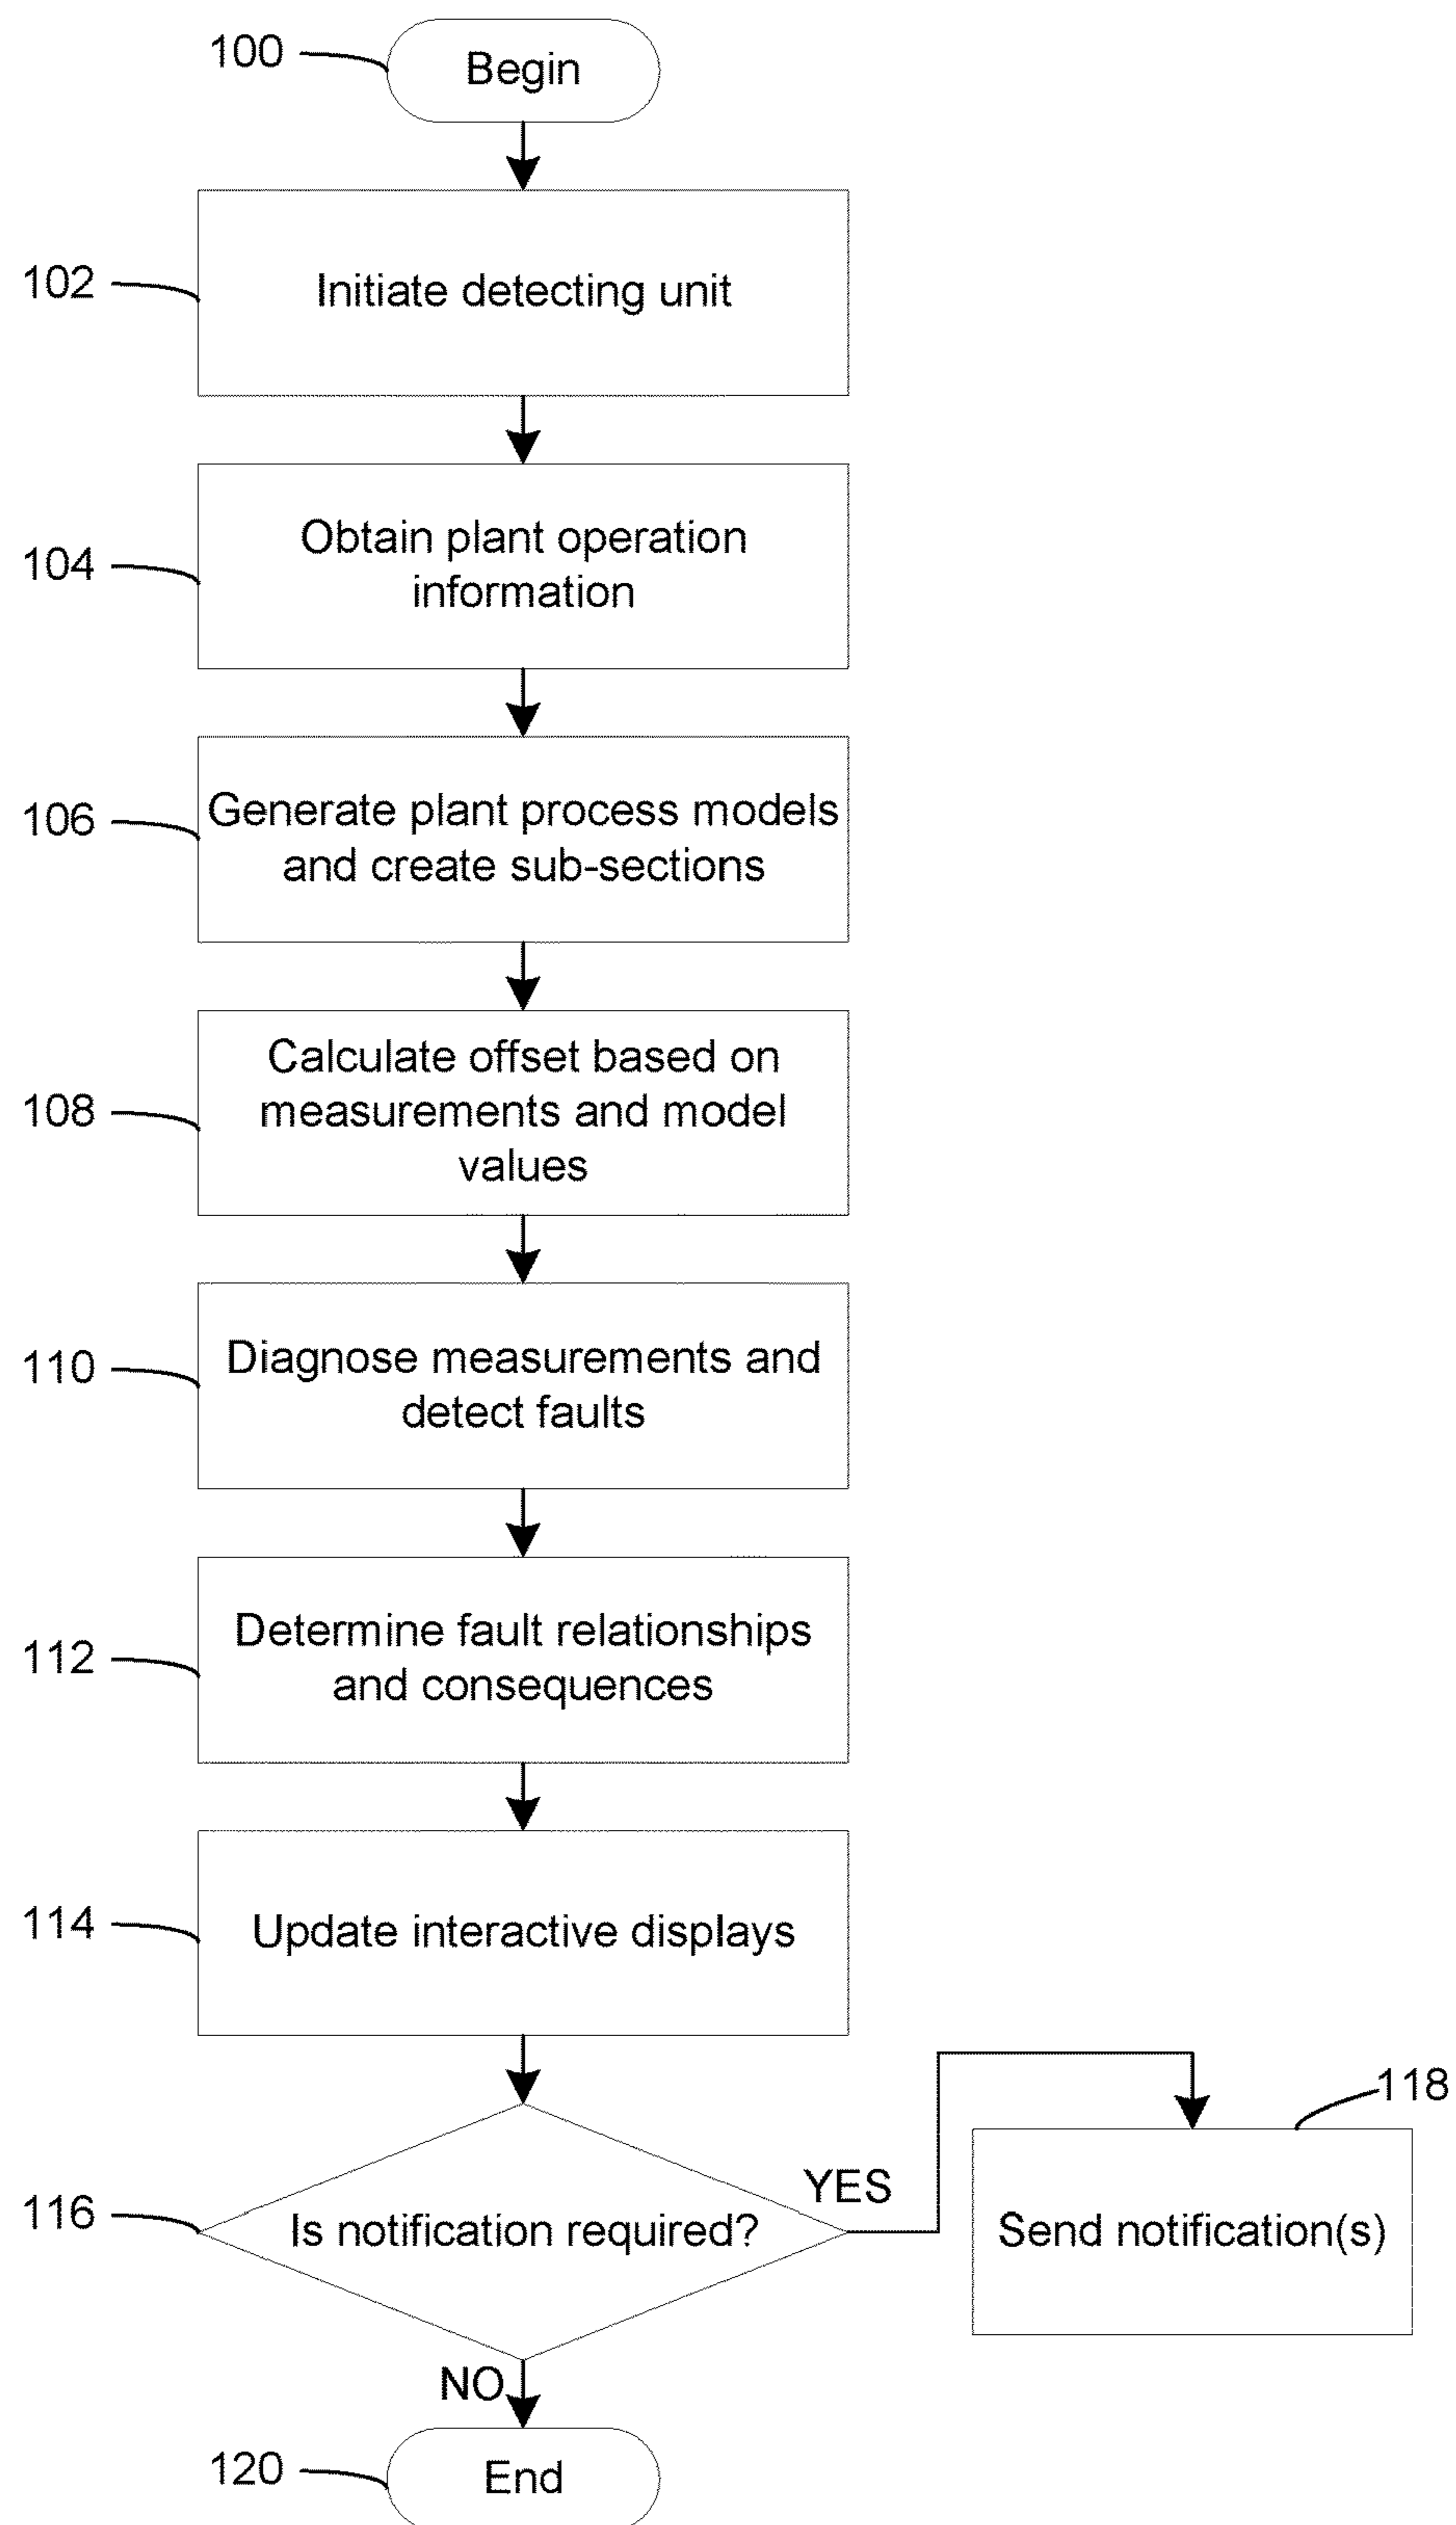 100
Begin
102
Initiate detecting unit
104
Obtain plant operation
information
106
Generate plant process models
and create sub-sections
108
Calculate offset based on
measurements and model
values
110
Diagnose measurements and
detect faults
112
Determine fault relationships
and consequences
114
Update interactive displays
116
Is notification required?
YES
118
Send notification(s)
NO
120
End